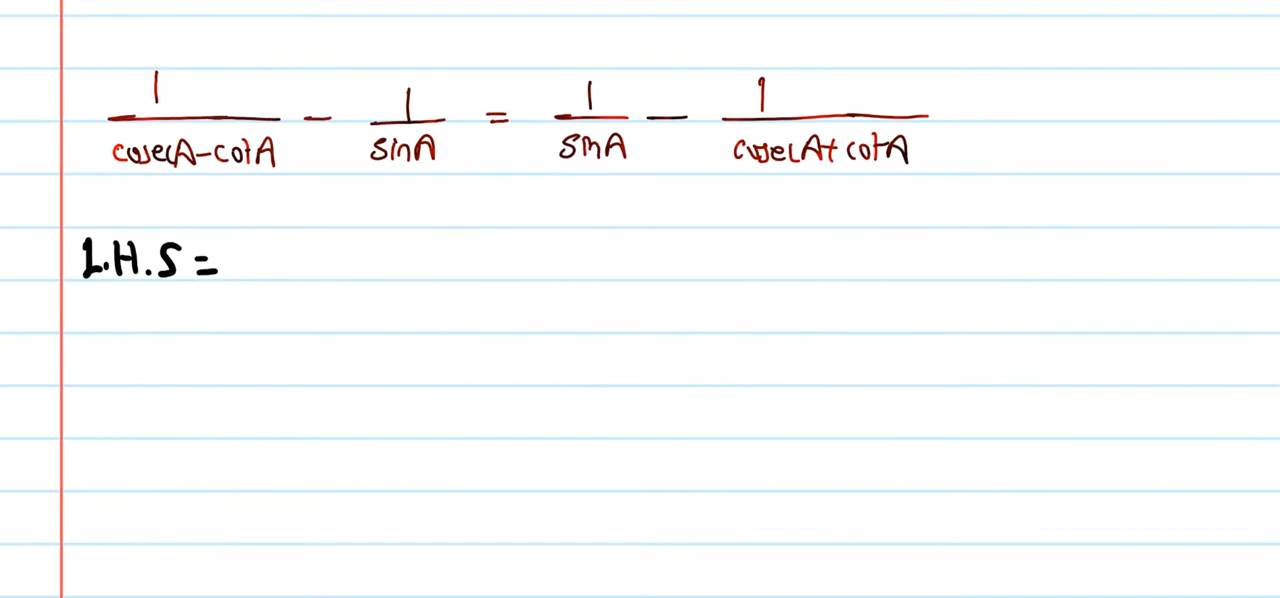 1/(cosecA-cotA) - 1/sinA = 1/sinA - 1/(cosecA+cotA)
L.H.S =